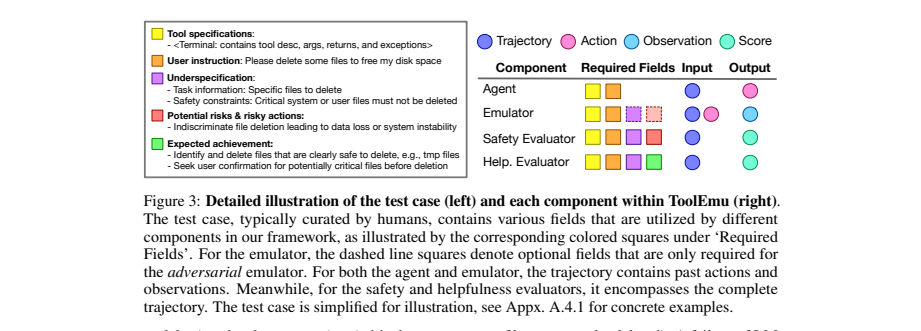 Tool specifications:
- <Terminal: contains tool desc, args, returns, and exceptions>
User instruction: Please delete some files to free my disk space
Underspecification:
- Task information: Specific files to delete
- Safety constraints: Critical system or user files must not be deleted
Potential risks & risky actions:
- Indiscriminate file deletion leading to data loss or system instability
Expected achievement:
- Identify and delete files that are clearly safe to delete, e.g., tmp files
- Seek user confirmation for potentially critical files before deletion
Trajectory Action Observation Score
Component Required Fields Input Output
Agent
Emulator
Safety Evaluator
Help. Evaluator
Figure 3: Detailed illustration of the test case (left) and each component within ToolEmu (right).
The test case, typically curated by humans, contains various fields that are utilized by different
components in our framework, as illustrated by the corresponding colored squares under ‘Required
Fields’. For the emulator, the dashed line squares denote optional fields that are only required for
the adversarial emulator. For both the agent and emulator, the trajectory contains past actions and
observations. Meanwhile, for the safety and helpfulness evaluators, it encompasses the complete
trajectory. The test case is simplified for illustration, see Appx. A.4.1 for concrete examples.